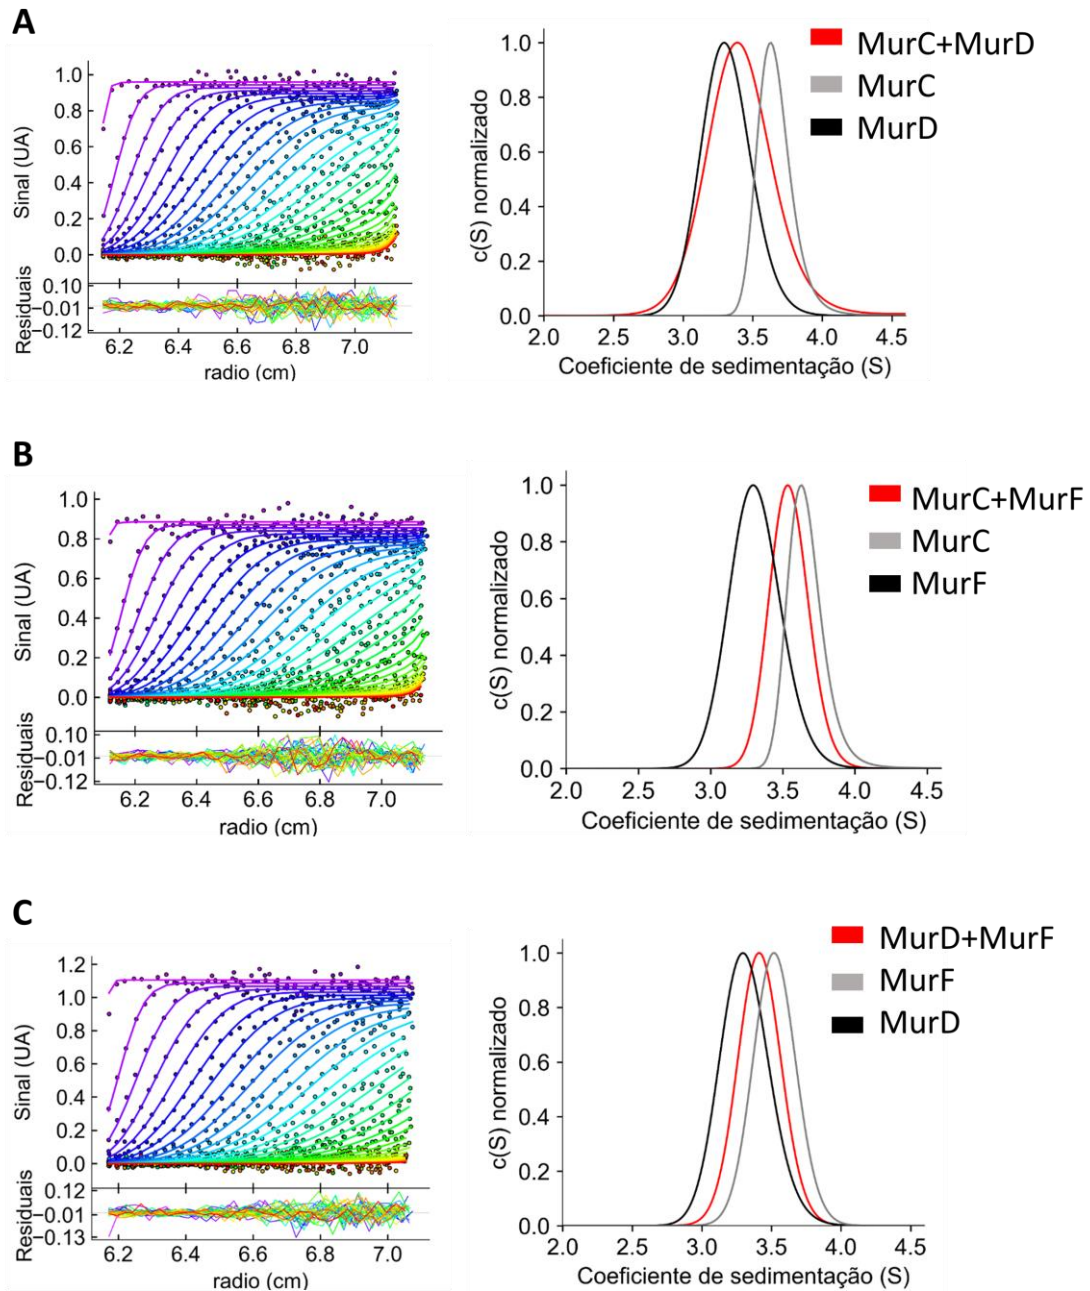 A
1.0
0.8
0.6
0.4
0.2
0.0
Sinal (UA)
0.10
−0.01
−0.12
Residuais
6.2 6.4 6.6 6.8 7.0
radio (cm)
1.0
0.8
0.6
0.4
0.2
0.0
c(S) normalizado
2.0 2.5 3.0 3.5 4.0 4.5
Coeficiente de sedimentação (S)
MurC+MurD
MurC
MurD
B
1.0
0.8
0.6
0.4
0.2
0.0
Sinal (UA)
0.10
−0.01
−0.12
Residuais
6.2 6.4 6.6 6.8 7.0
radio (cm)
1.0
0.8
0.6
0.4
0.2
0.0
c(S) normalizado
2.0 2.5 3.0 3.5 4.0 4.5
Coeficiente de sedimentação (S)
MurC+MurF
MurC
MurF
C
1.2
1.0
0.8
0.6
0.4
0.2
0.0
Sinal (UA)
0.12
−0.01
−0.13
Residuais
6.2 6.4 6.6 6.8 7.0
radio (cm)
1.0
0.8
0.6
0.4
0.2
0.0
c(S) normalizado
2.0 2.5 3.0 3.5 4.0 4.5
Coeficiente de sedimentação (S)
MurD+MurF
MurF
MurD